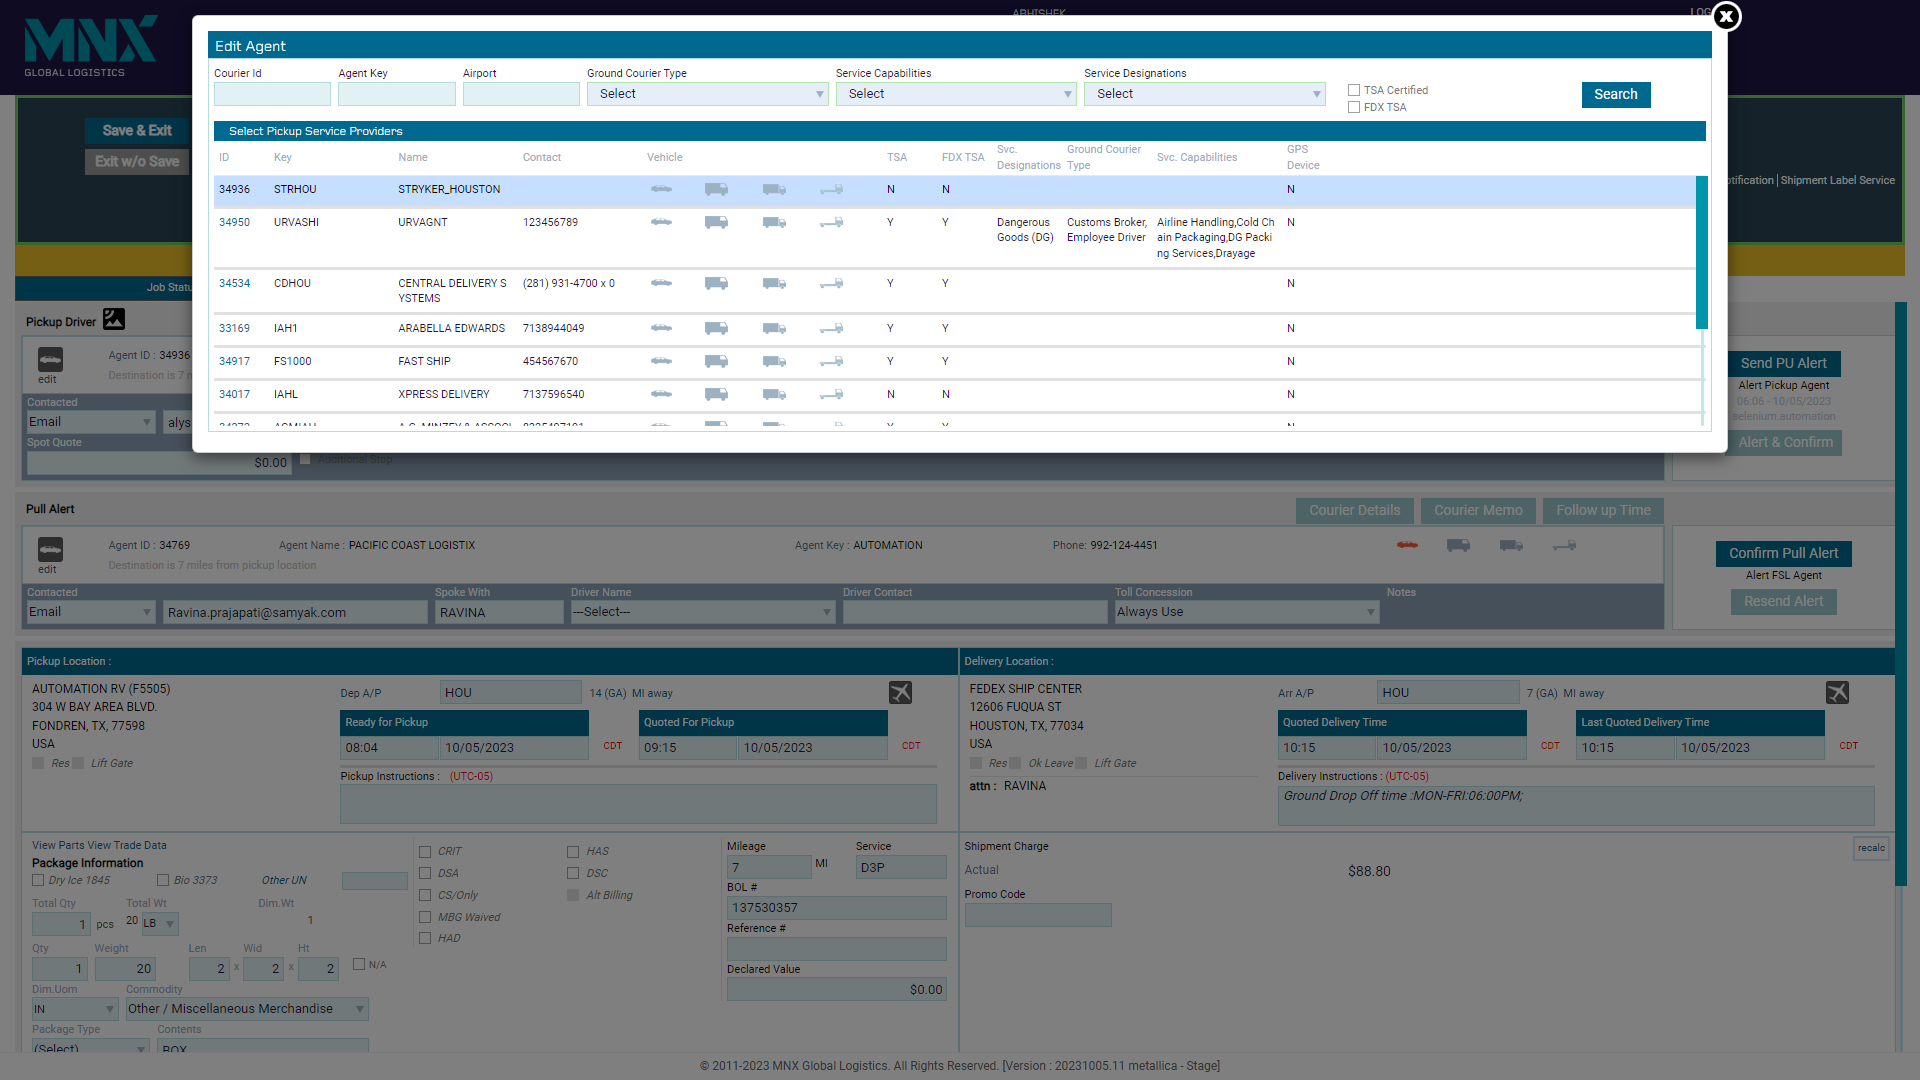 ABHISHEK
MNX
GLOBAL LOGISTICS
Edit Agent
Courier Id
Agent Key
Airport
Ground Courier Type
Service Capabilities
Service Designations
Select
Select
Select
TSA Certified
FDX TSA
Search
Select Pickup Service Providers
ID Key Name Contact Vehicle TSA FDX TSA Svc. Designations Ground Courier Type Svc. Capabilities GPS Device
34936 STRHOU STRYKER_HOUSTON N N N
34950 URVASHI URVAGNT 123456789 Y Y Dangerous Customs Broker, Airline Handling,Cold Ch N
Goods (DG) Employee Driver ain Packaging,DG Packi
ng Services,Drayage
34534 CDHOU CENTRAL DELIVERY S (281) 931-4700 x 0 Y Y N
YSTEMS
33169 IAH1 ARABELLA EDWARDS 7138944049 Y Y N
34917 FS1000 FAST SHIP 454567670 Y Y N
34017 IAHL XPRESS DELIVERY 7137596540 N N N
Save & Exit
Exit w/o Save
Shipment Label Service
Job Statu
Pickup Driver
edit
Agent ID : 34936
Destination is 7 m
Contacted
Email
alys
Spot Quote
$0.00
Additional Stop
Send PU Alert
Alert Pickup Agent
06:06 - 10/05/2023
selenium.automation
Alert & Confirm
Pull Alert
Courier Details
Courier Memo
Follow up Time
edit
Agent ID : 34769
Agent Name : PACIFIC COAST LOGISTIX
Agent Key : AUTOMATION
Phone: 992-124-4451
Destination is 7 miles from pickup location
Contacted
Spoke With
Driver Name
Driver Contact
Toll Concession
Notes
Email
Ravina.prajapati@samyak.com
RAVINA
---Select---
Always Use
Confirm Pull Alert
Alert FSL Agent
Resend Alert
Pickup Location :
AUTOMATION RV (F5505)
304 W BAY AREA BLVD.
FONDREN, TX, 77598
USA
Res
Lift Gate
Dep A/P
HOU
14 (GA) MI away
Ready for Pickup
08:04
10/05/2023
CDT
Quoted For Pickup
09:15
10/05/2023
CDT
Pickup Instructions : (UTC-05)
Delivery Location :
FEDEX SHIP CENTER
12606 FUQUA ST
HOUSTON, TX, 77034
USA
Res
Ok Leave
Lift Gate
attn : RAVINA
Arr A/P
HOU
7 (GA) MI away
Quoted Delivery Time
10:15
10/05/2023
CDT
Last Quoted Delivery Time
10:15
10/05/2023
CDT
Delivery Instructions : (UTC-05)
Ground Drop Off time :MON-FRI:06:00PM;
View Parts View Trade Data
Package Information
Dry Ice 1845
Bio 3373
Other UN
Total Qty
Total Wt
Dim.Wt
1 pcs
20 LB
1
Qty
Weight
Len
Wid
Ht
1
20
2 x 2 x 2
N/A
Dim.Uom
Commodity
IN
Other / Miscellaneous Merchandise
Package Type
Contents
(Select)
BOX
CRIT
DSA
CS/Only
MBG Waived
HAD
HAS
DSC
Alt Billing
Mileage
7 MI
Service
D3P
BOL #
137530357
Reference #
Declared Value
$0.00
Shipment Charge
recalc
Actual
$88.80
Promo Code
© 2011-2023 MNX Global Logistics. All Rights Reserved. [Version : 20231005.11 metallica - Stage]